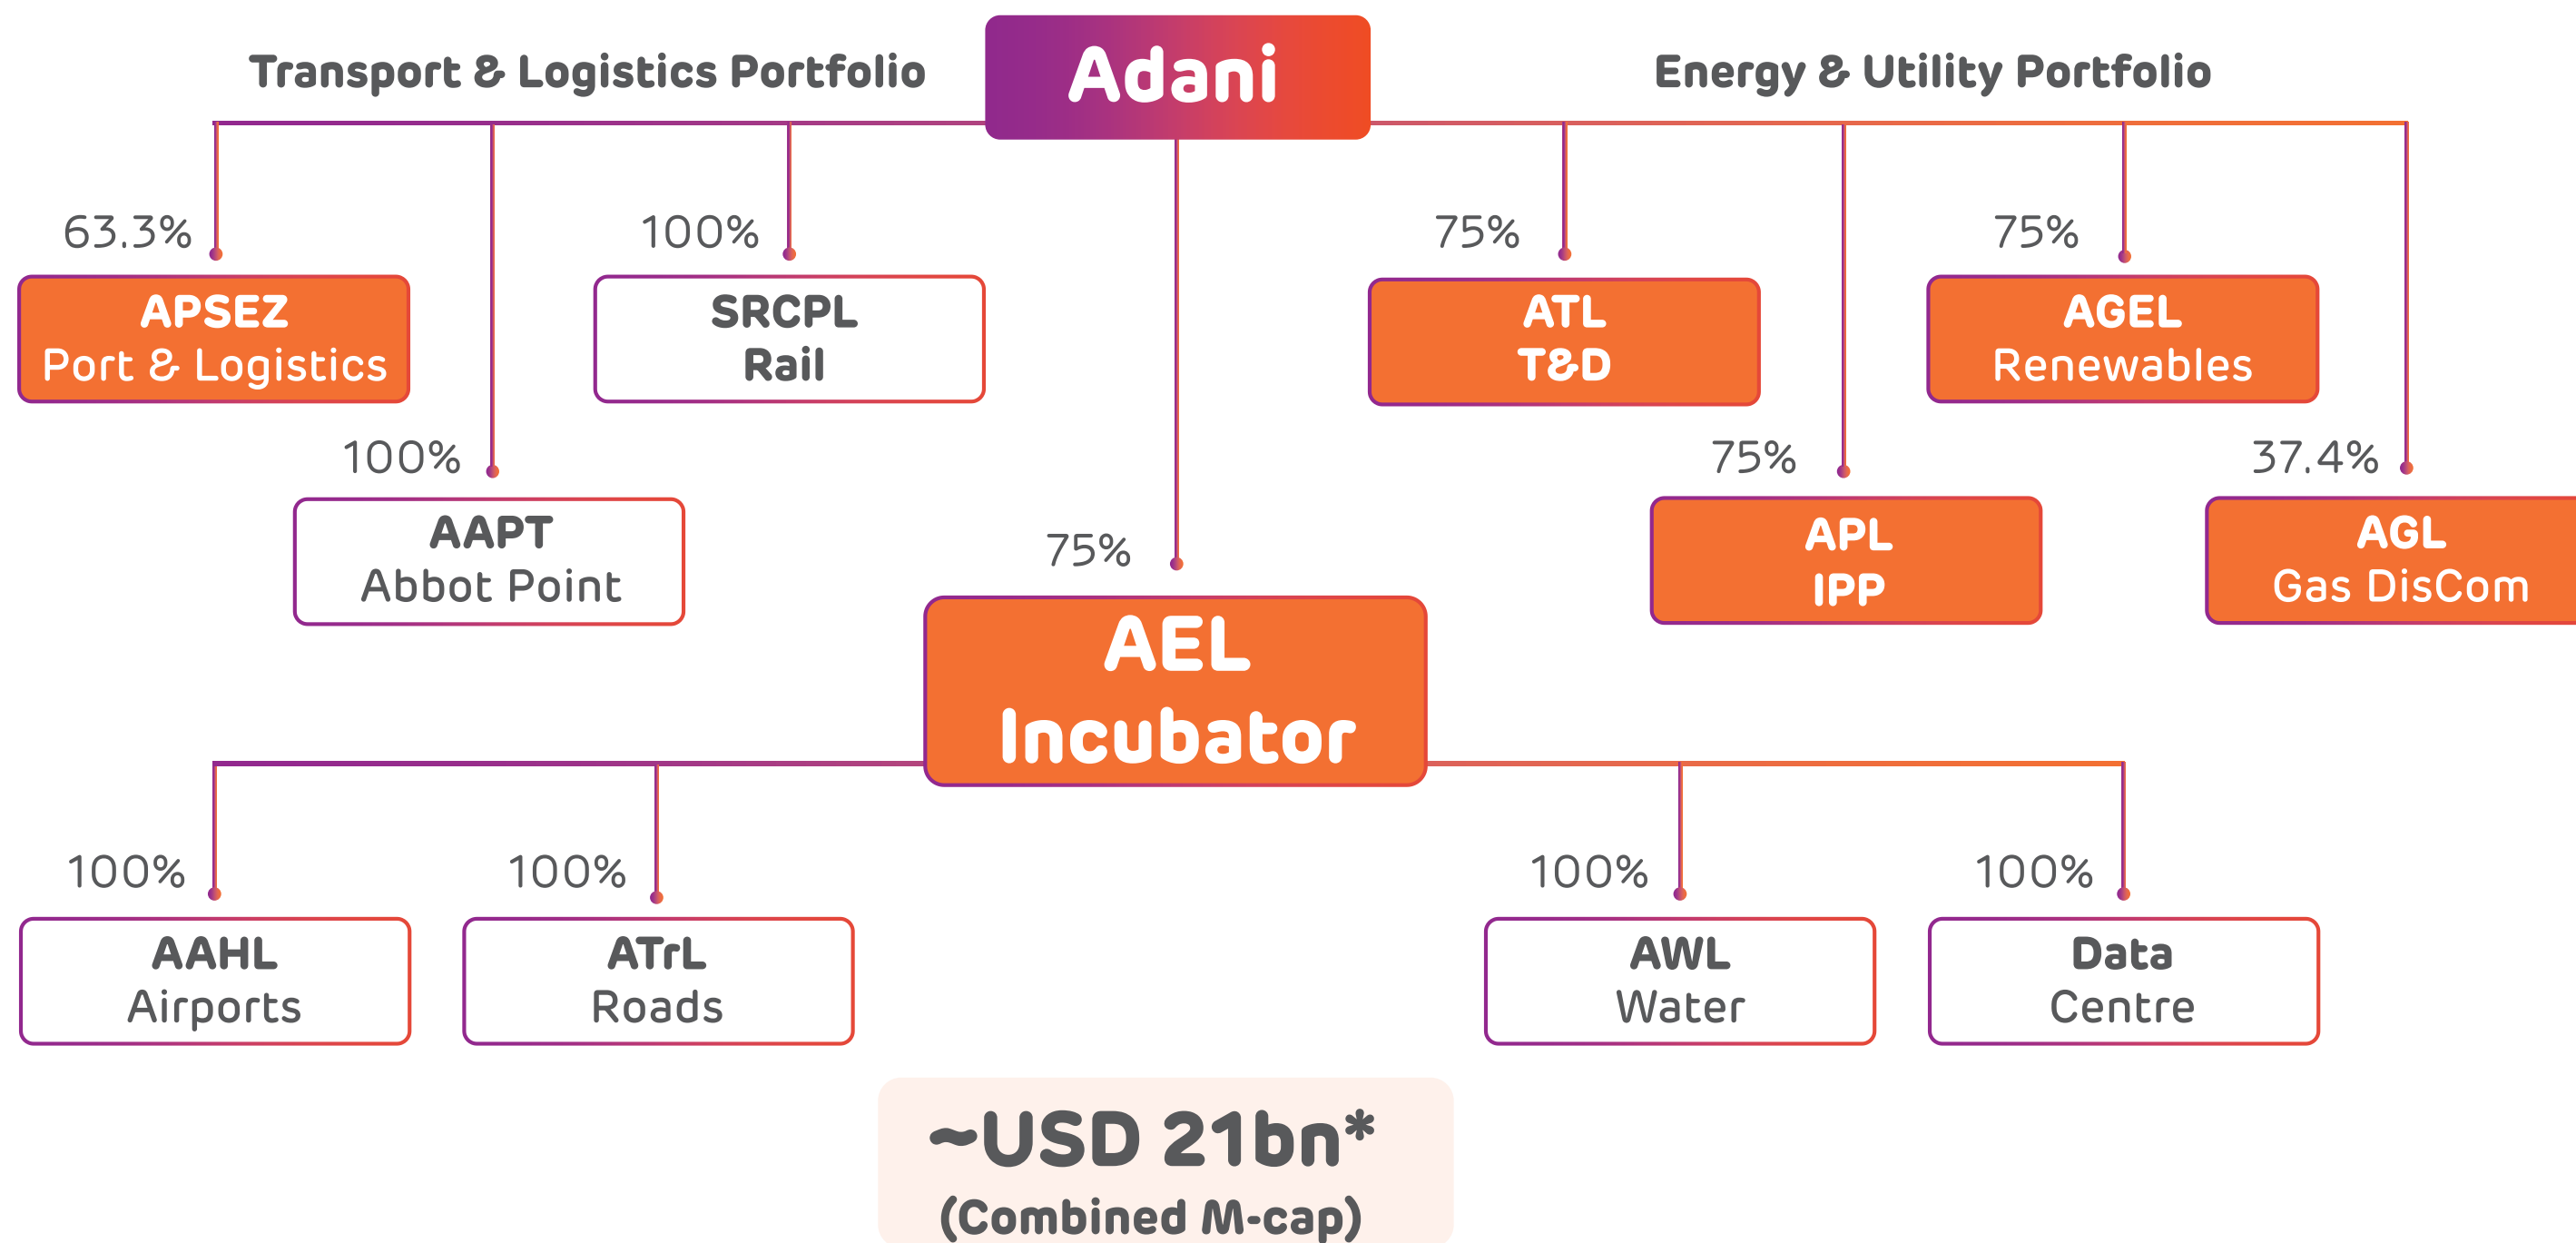 Transport & Logistics Portfolio
Adani
Energy & Utility Portfolio
63.3%
APSEZ
Port & Logistics
100%
AAPT
Abbot Point
100%
SRCPL
Rail
75%
AEL
Incubator
75%
ATL
T&D
75%
APL
IPP
75%
AGEL
Renewables
37.4%
AGL
Gas DisCom
100%
AAHL
Airports
100%
ATrL
Roads
100%
AWL
Water
100%
Data
Centre
~USD 21bn*
(Combined M-cap)